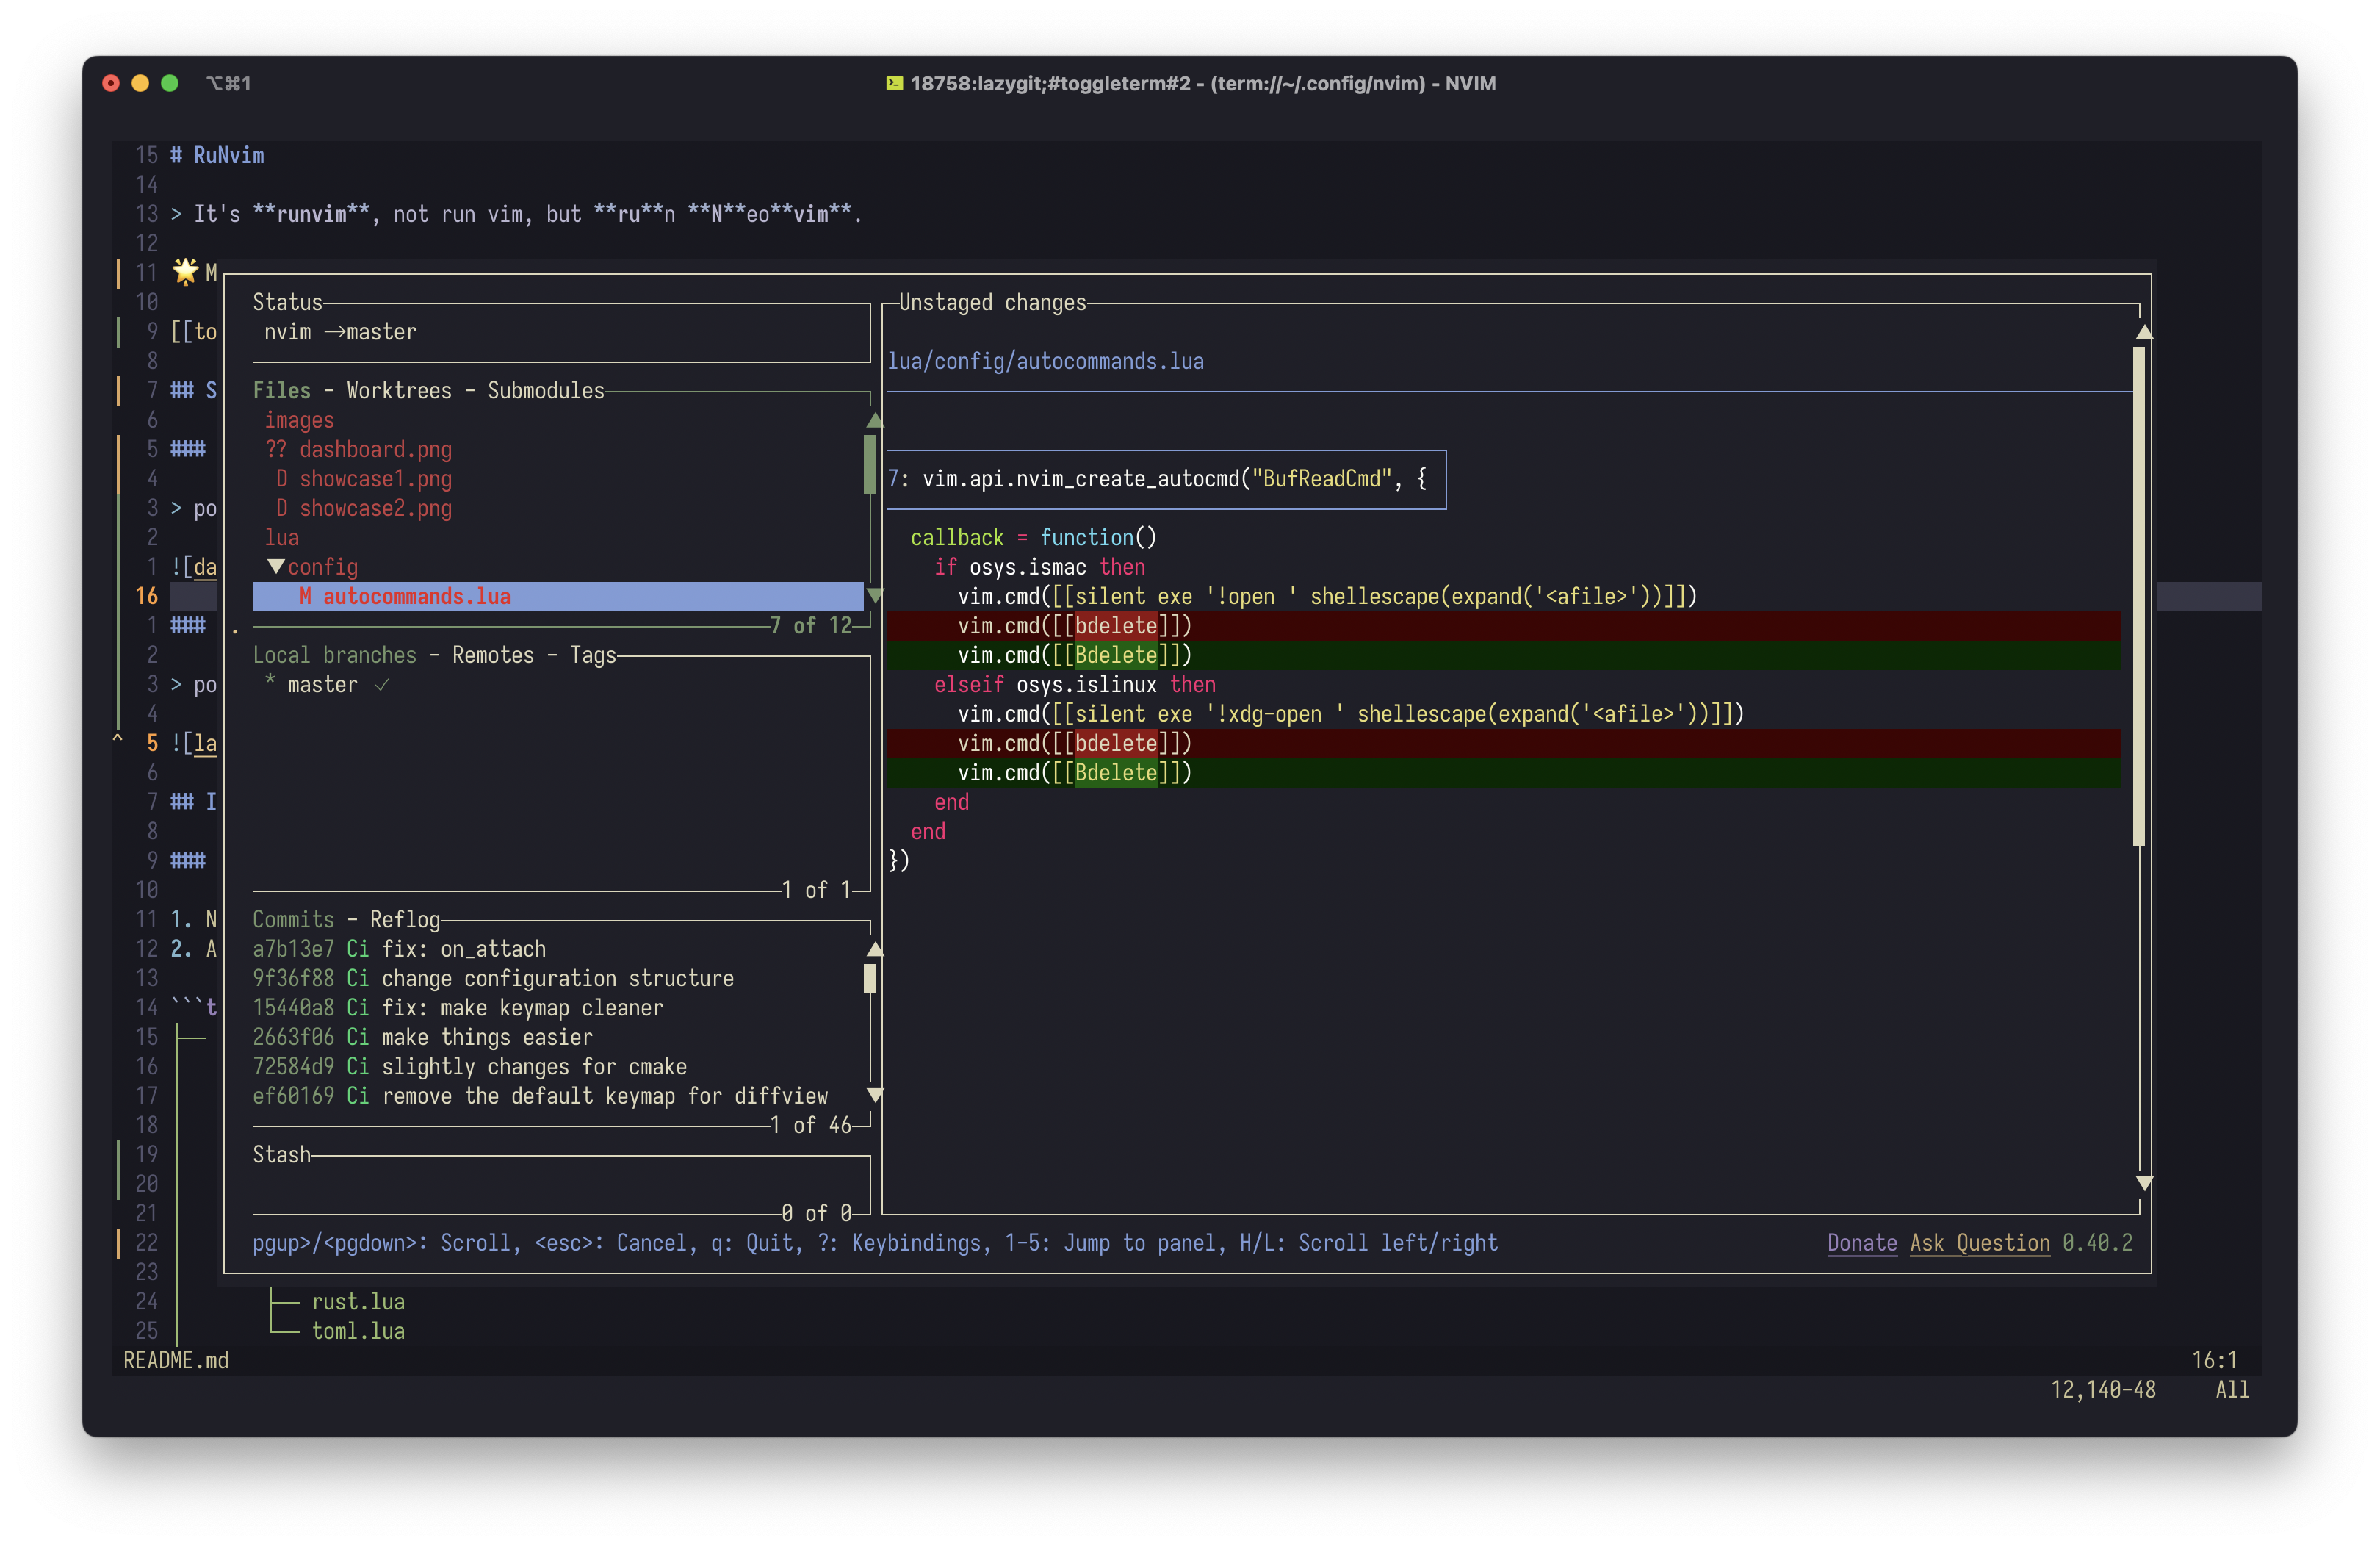 ⌥⌘1
18758:lazygit;#toggleterm#2 - (term://~/.config/nvim) - NVIM
15 # RuNvim
14
13 > It's **runvim**, not run vim, but **ru**n **N**eo**vim**.
12
11 🌟 M
10
9 [[to
8
7 ## S
6
5 ###
4
3 > po
2
1 ![da
16
1 ###
2
3 > po
4
^ 5 ![la
6
7 ## I
8
9 ###
10
11 1. N
12 2. A
13
14 ```t
15 ├──
16
17
18
19
20
21
22
23
24 ├── rust.lua
25 └── toml.lua
Status
nvim →master
Files - Worktrees - Submodules
images
?? dashboard.png
D showcase1.png
D showcase2.png
lua
▼config
M autocommands.lua
7 of 12
Local branches - Remotes - Tags
* master ✓
1 of 1
Commits - Reflog
a7b13e7 Ci fix: on_attach
9f36f88 Ci change configuration structure
15440a8 Ci fix: make keymap cleaner
2663f06 Ci make things easier
72584d9 Ci slightly changes for cmake
ef60169 Ci remove the default keymap for diffview
1 of 46
Stash
0 of 0
Unstaged changes
lua/config/autocommands.lua
7: vim.api.nvim_create_autocmd("BufReadCmd", {
callback = function()
if osys.ismac then
vim.cmd([[silent exe '!open ' shellescape(expand('<afile>'))]])
vim.cmd([[bdelete]])
vim.cmd([[Bdelete]])
elseif osys.islinux then
vim.cmd([[silent exe '!xdg-open ' shellescape(expand('<afile>'))]])
vim.cmd([[bdelete]])
vim.cmd([[Bdelete]])
end
end
})
pgup>/<pgdown>: Scroll, <esc>: Cancel, q: Quit, ?: Keybindings, 1-5: Jump to panel, H/L: Scroll left/right
Donate Ask Question 0.40.2
README.md 16:1
12,140-48 All